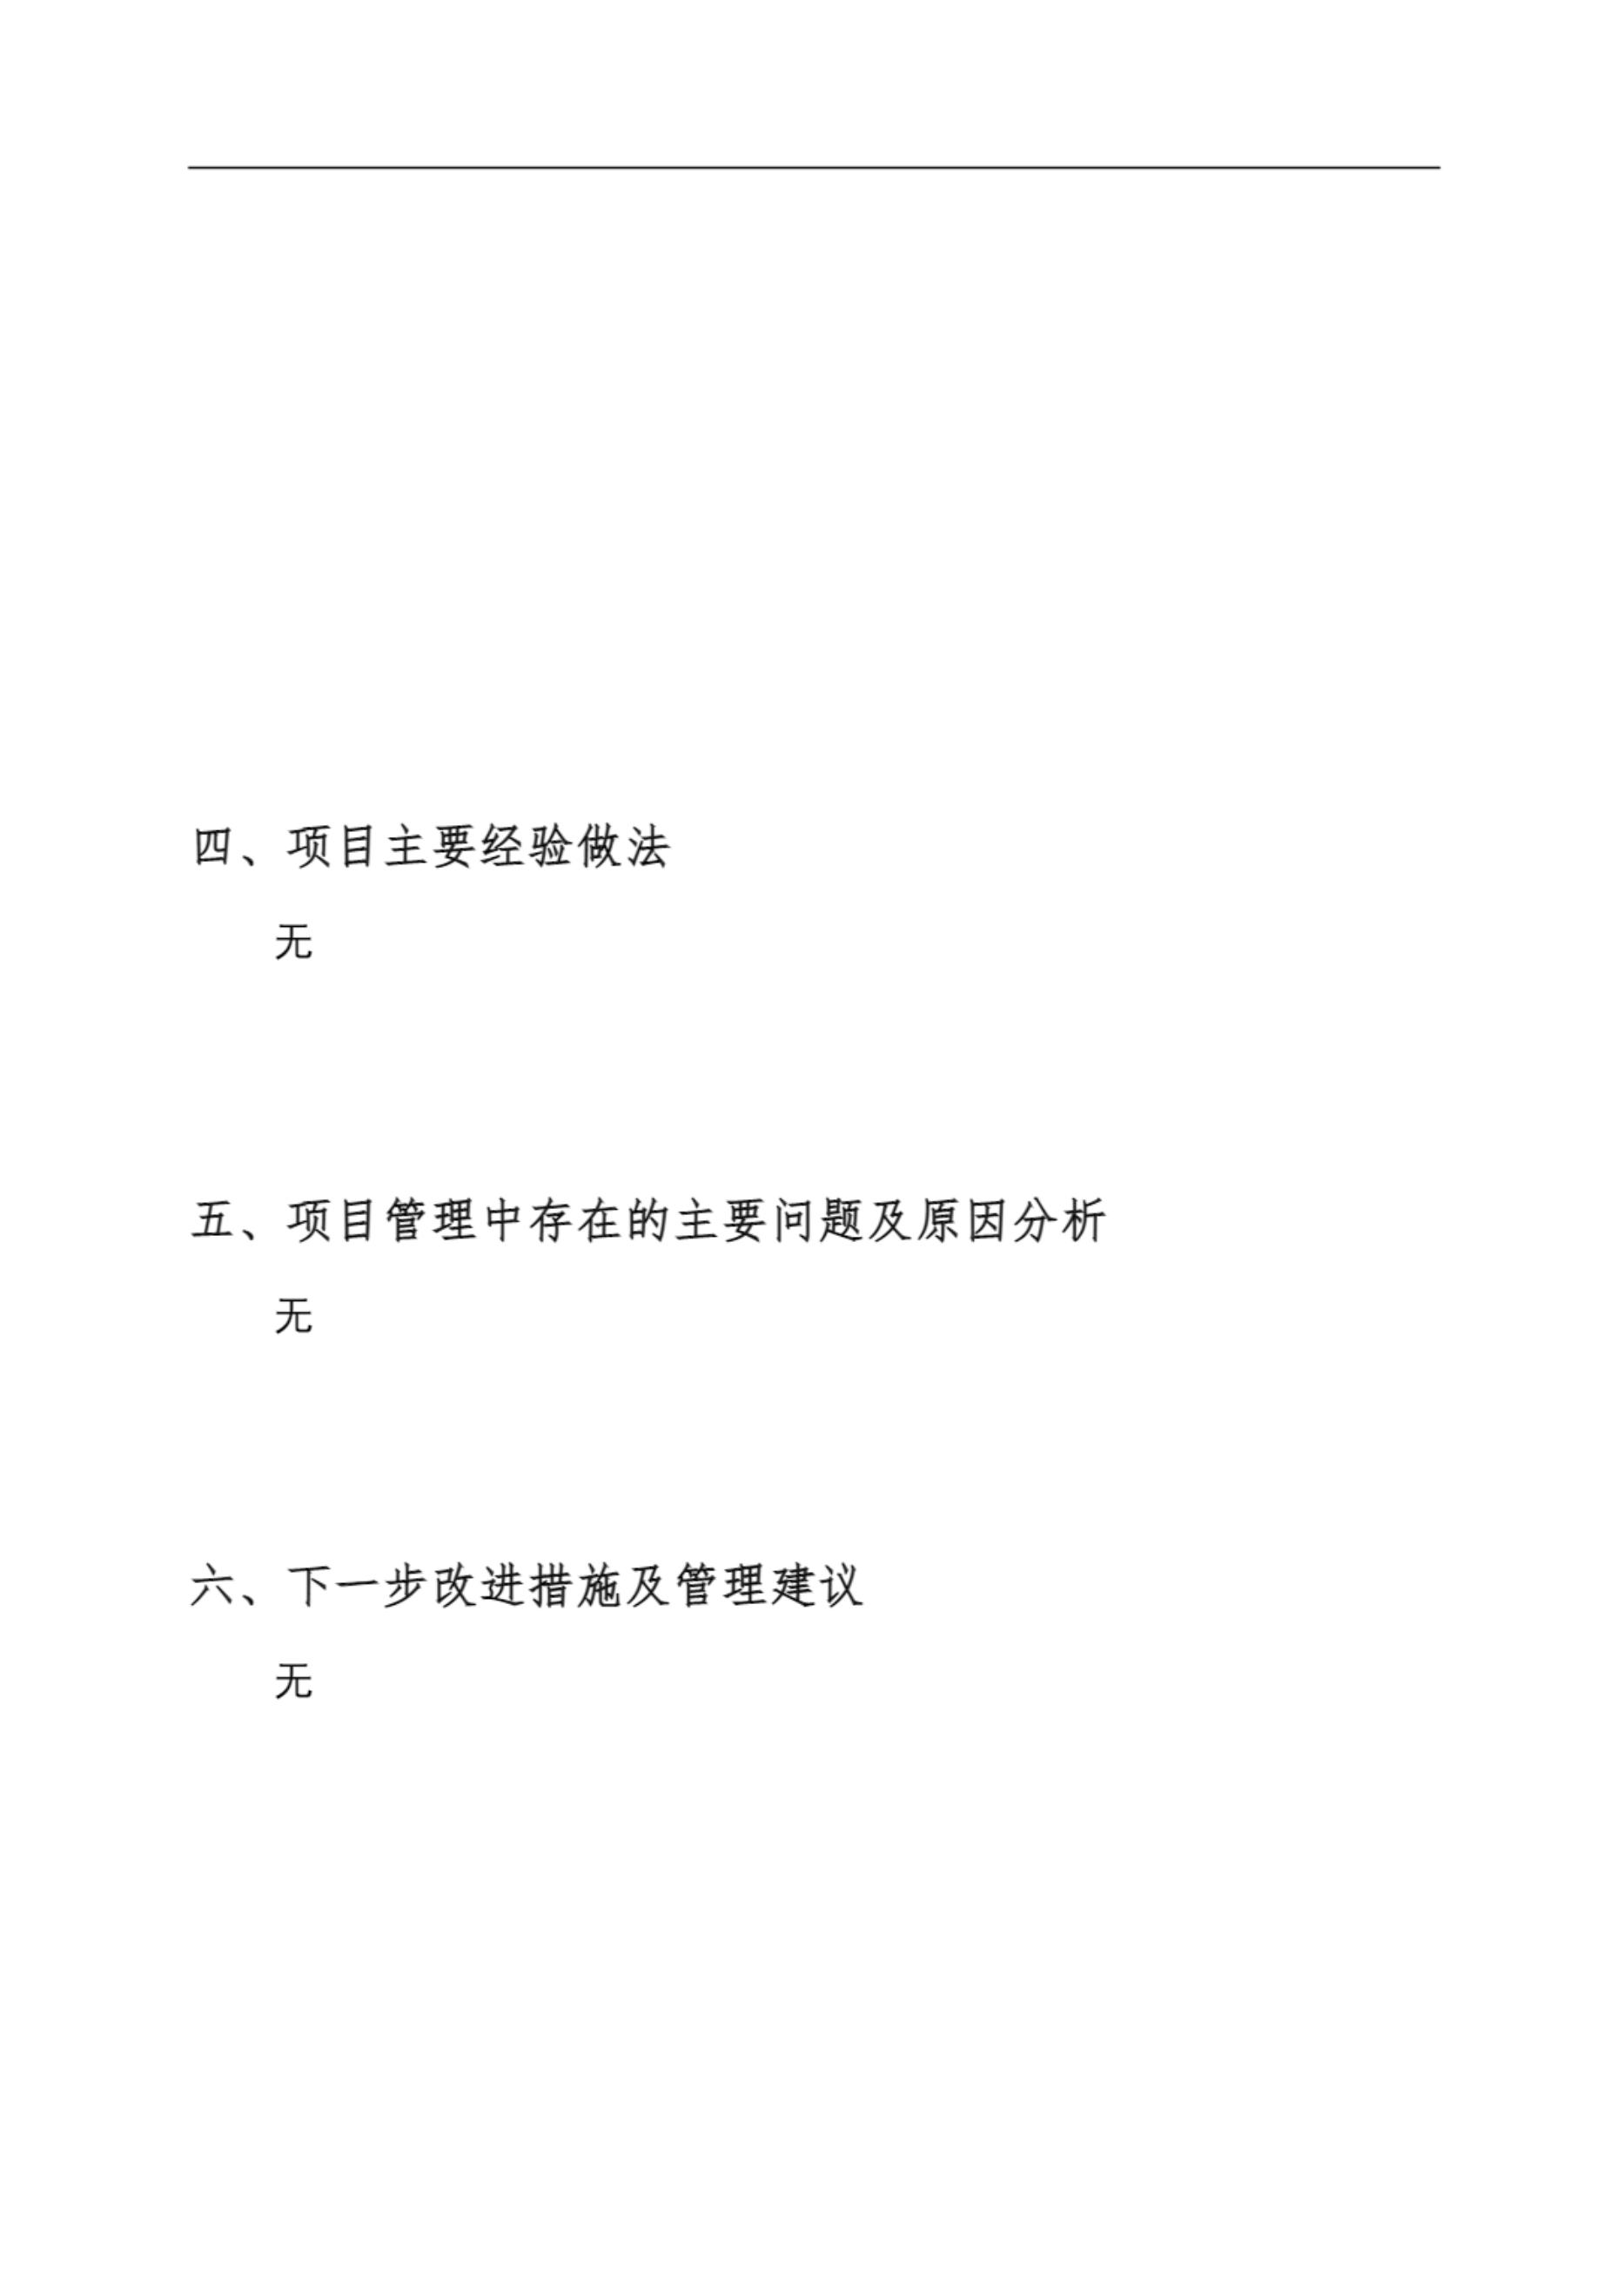 四、项目主要经验做法
无
五、项目管理中存在的主要问题及原因分析
无
六、下一步改进措施及管理建议
无